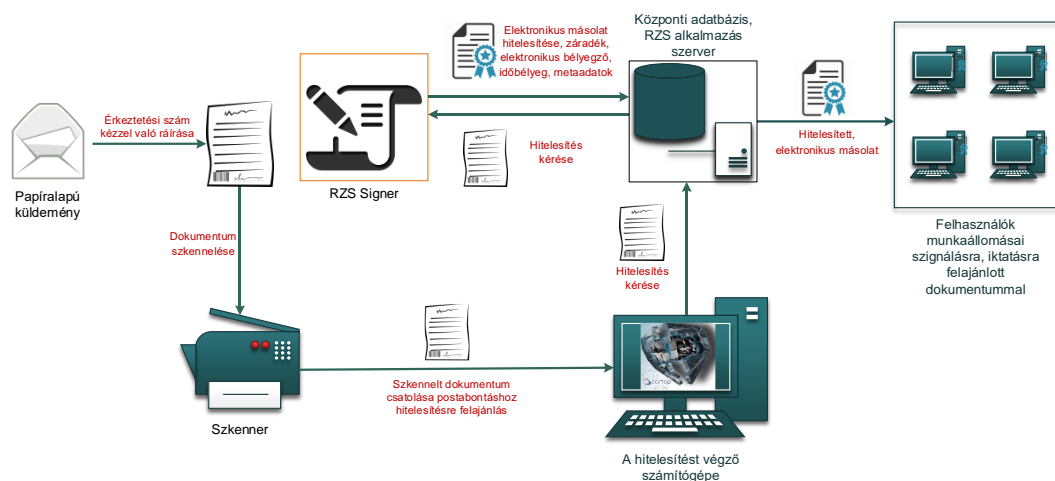 Elektronikus másolat
hitelesítése, záradék,
elektronikus bélyegző,
időbélyeg, metaadatok
Központi adatbázis,
RZS alkalmazás
szerver
Érkeztetési szám
kézzel való ráírása
Hitelesítés
kérése
Hitelesített,
elektronikus másolat
Papíralapú
küldemény
RZS Signer
Felhasználók
munkaállomásai
szignálásra, iktatásra
felajánlott
dokumentummal
Dokumentum
szkennelése
Hitelesítés
kérése
Szkennelt dokumentum
csatolása postabontáshoz
hitelesítésre felajánlás
Szkenner
A hitelesítést végző
számítógépe